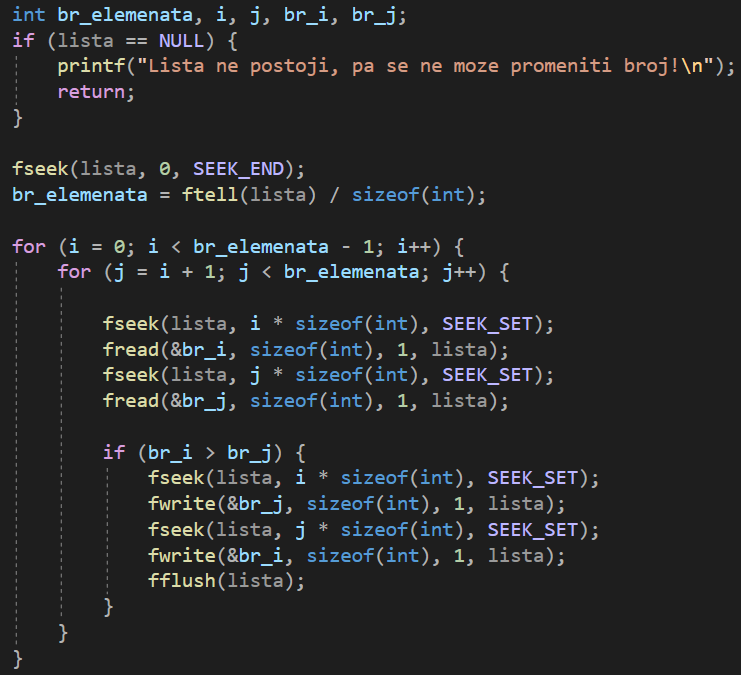 int br_elemenata, i, j, br_i, br_j;
if (lista == NULL) {
    printf("Lista ne postoji, pa se ne moze promeniti broj!\n");
    return;
}

fseek(lista, 0, SEEK_END);
br_elemenata = ftell(lista) / sizeof(int);

for (i = 0; i < br_elemenata - 1; i++) {
    for (j = i + 1; j < br_elemenata; j++) {

        fseek(lista, i * sizeof(int), SEEK_SET);
        fread(&br_i, sizeof(int), 1, lista);
        fseek(lista, j * sizeof(int), SEEK_SET);
        fread(&br_j, sizeof(int), 1, lista);

        if (br_i > br_j) {
            fseek(lista, i * sizeof(int), SEEK_SET);
            fwrite(&br_j, sizeof(int), 1, lista);
            fseek(lista, j * sizeof(int), SEEK_SET);
            fwrite(&br_i, sizeof(int), 1, lista);
            fflush(lista);
        }
    }
}